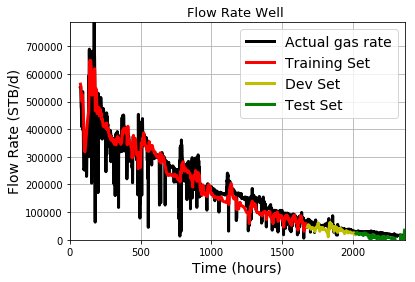 Flow Rate Well
Flow Rate (STB/d)
700000
600000
500000
400000
300000
200000
100000
0
Actual gas rate
Training Set
Dev Set
Test Set
0 500 1000 1500 2000
Time (hours)